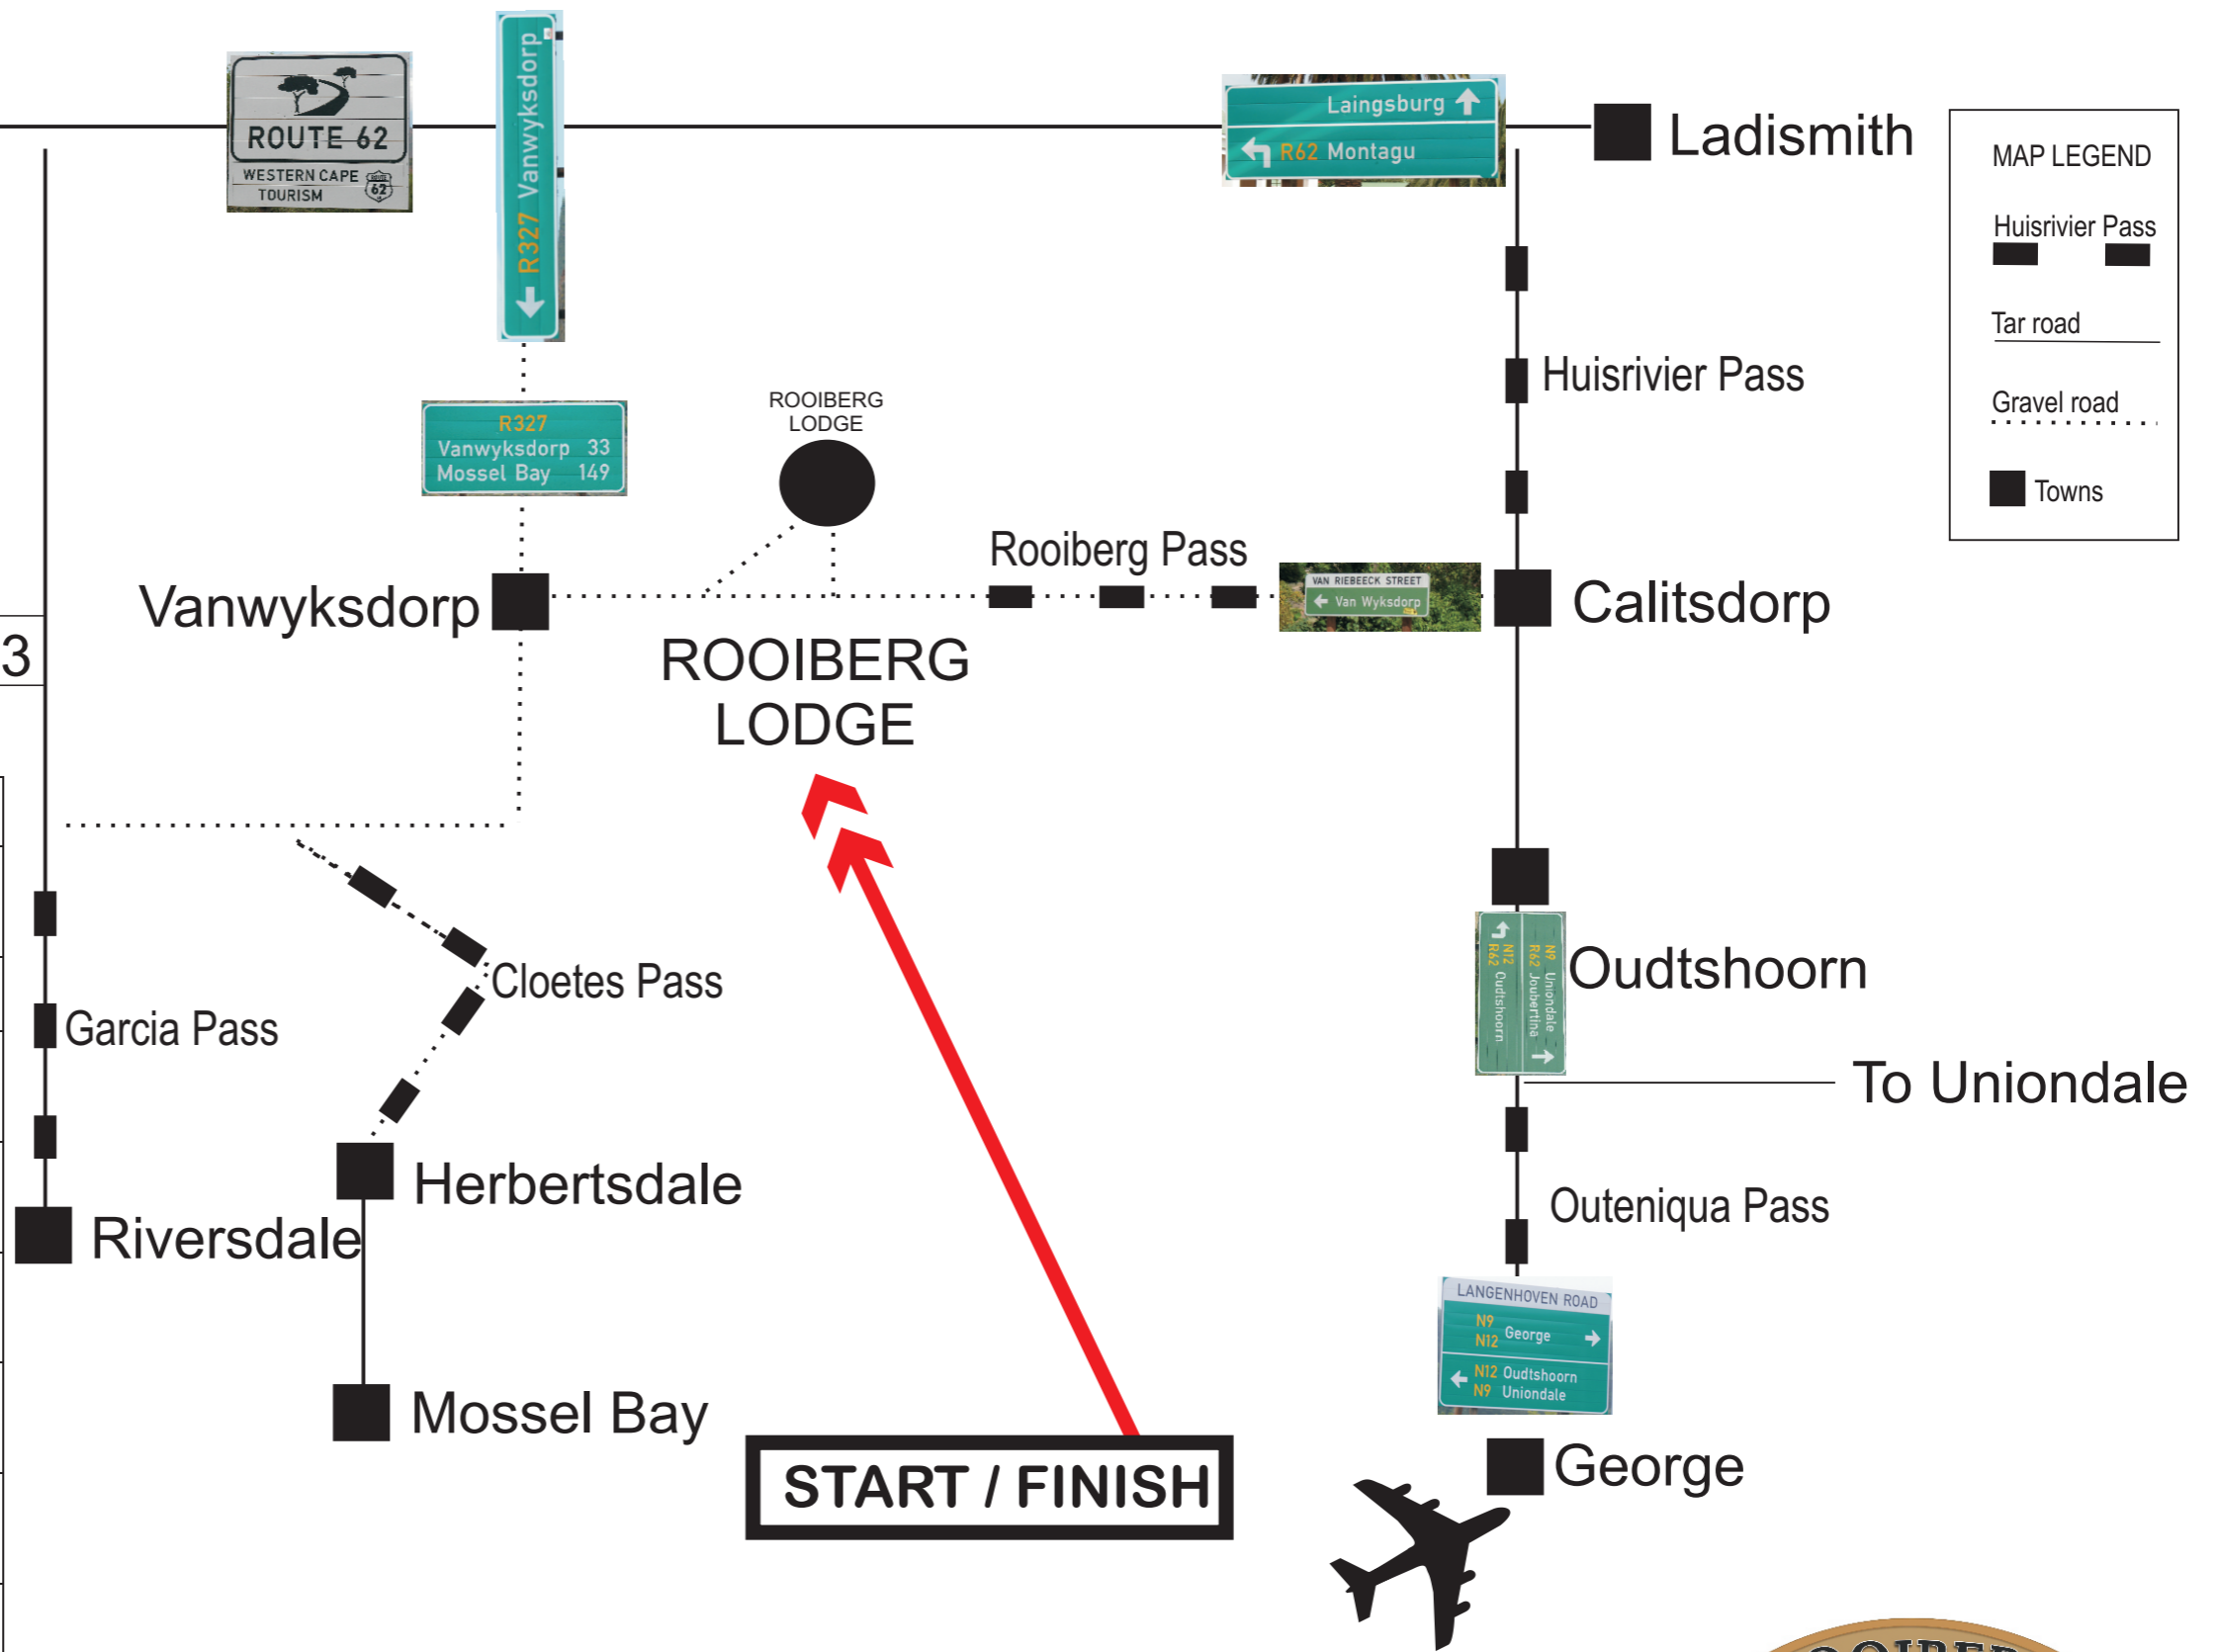 ROUTE 62
WESTERN CAPE
TOURISM
ROUTE
62
R327 Vanwyksdorp
Laingsburg
R62 Montagu
Ladismith
MAP LEGEND
Huisrivier Pass
Tar road
Gravel road
Towns
Huisrivier Pass
R327
Vanwyksdorp 33
Mossel Bay 149
ROOIBERG
LODGE
Rooiberg Pass
VAN RIEBEECK STREET
Van Wyksdorp
Vanwyksdorp
Calitsdorp
3
ROOIBERG
LODGE
N9 Uniondale
R62 Joubertina
N12
R62 Oudtshoorn
Oudtshoorn
Cloetes Pass
Garcia Pass
To Uniondale
Herbertsdale
Outeniqua Pass
Riversdale
LANGENHOVEN ROAD
N9
N12 George
N12 Oudtshoorn
N9 Uniondale
Mossel Bay
START / FINISH
George